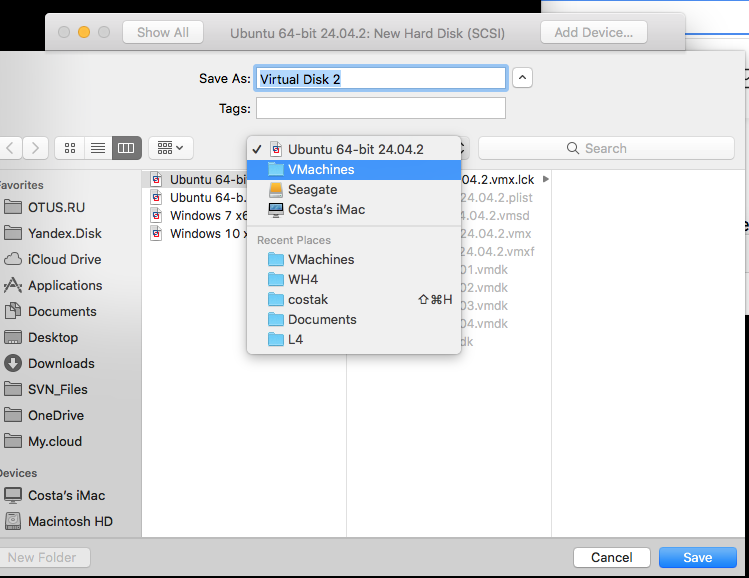 Show All
Ubuntu 64-bit 24.04.2: New Hard Disk (SCSI)
Add Device...
Save As: Virtual Disk 2
Tags:
Search
Ubuntu 64-bit 24.04.2
VMachines
Seagate
Costa's iMac
Recent Places
VMachines
WH4
costak ⇧⌘H
Documents
L4
Favorites
OTUS.RU
Yandex.Disk
iCloud Drive
Applications
Documents
Desktop
Downloads
SVN_Files
OneDrive
My.cloud
Devices
Costa's iMac
Macintosh HD
Ubuntu 64-bi
Ubuntu 64-b.
Windows 7 x6
Windows 10 x
04.2.vmx.lck
24.04.2.plist
24.04.2.vmsd
24.04.2.vmx
24.04.2.vmxf
01.vmdk
02.vmdk
03.vmdk
04.vmdk
dk
New Folder
Cancel
Save